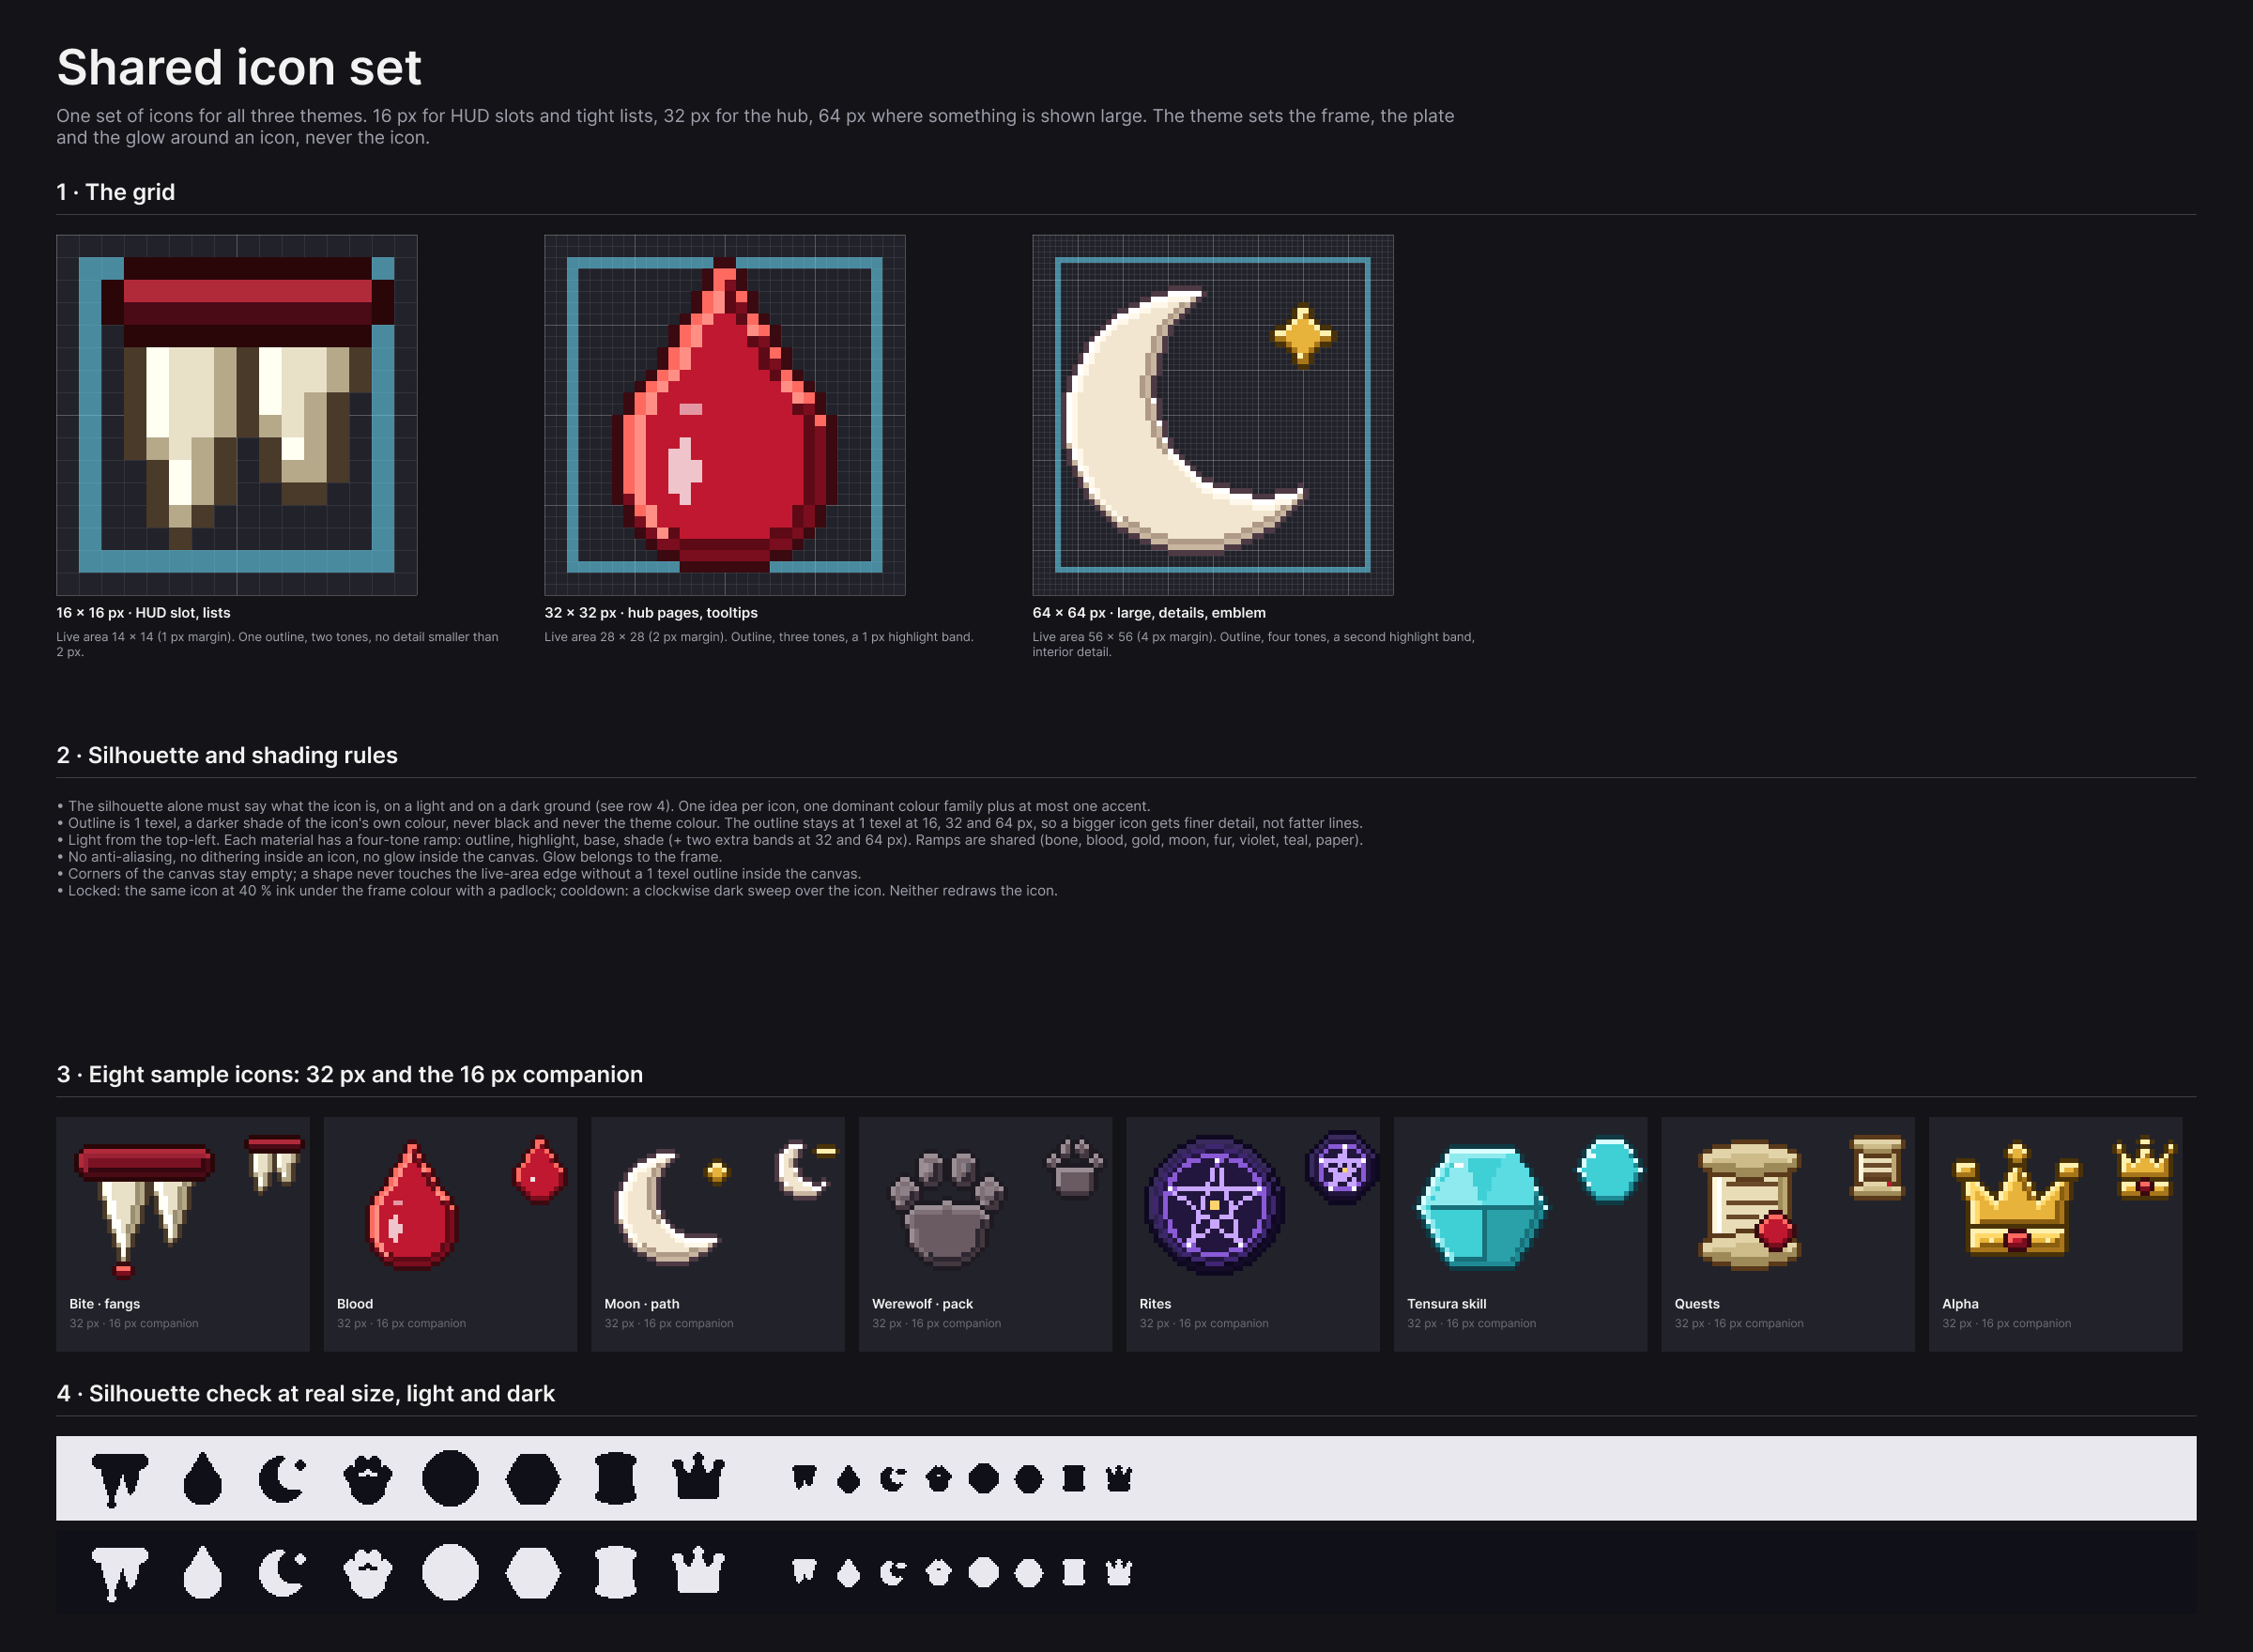 Shared icon set
One set of icons for all three themes. 16 px for HUD slots and tight lists, 32 px for the hub, 64 px where something is shown large. The theme sets the frame, the plate
and the glow around an icon, never the icon.
1 · The grid
16 × 16 px · HUD slot, lists
Live area 14 × 14 (1 px margin). One outline, two tones, no detail smaller than
2 px.
32 × 32 px · hub pages, tooltips
Live area 28 × 28 (2 px margin). Outline, three tones, a 1 px highlight band.
64 × 64 px · large, details, emblem
Live area 56 × 56 (4 px margin). Outline, four tones, a second highlight band,
interior detail.
2 · Silhouette and shading rules
• The silhouette alone must say what the icon is, on a light and on a dark ground (see row 4). One idea per icon, one dominant colour family plus at most one accent.
• Outline is 1 texel, a darker shade of the icon's own colour, never black and never the theme colour. The outline stays at 1 texel at 16, 32 and 64 px, so a bigger icon gets finer detail, not fatter lines.
• Light from the top-left. Each material has a four-tone ramp: outline, highlight, base, shade (+ two extra bands at 32 and 64 px). Ramps are shared (bone, blood, gold, moon, fur, violet, teal, paper).
• No anti-aliasing, no dithering inside an icon, no glow inside the canvas. Glow belongs to the frame.
• Corners of the canvas stay empty; a shape never touches the live-area edge without a 1 texel outline inside the canvas.
• Locked: the same icon at 40 % ink under the frame colour with a padlock; cooldown: a clockwise dark sweep over the icon. Neither redraws the icon.
3 · Eight sample icons: 32 px and the 16 px companion
Bite · fangs
32 px · 16 px companion
Blood
32 px · 16 px companion
Moon · path
32 px · 16 px companion
Werewolf · pack
32 px · 16 px companion
Rites
32 px · 16 px companion
Tensura skill
32 px · 16 px companion
Quests
32 px · 16 px companion
Alpha
32 px · 16 px companion
4 · Silhouette check at real size, light and dark